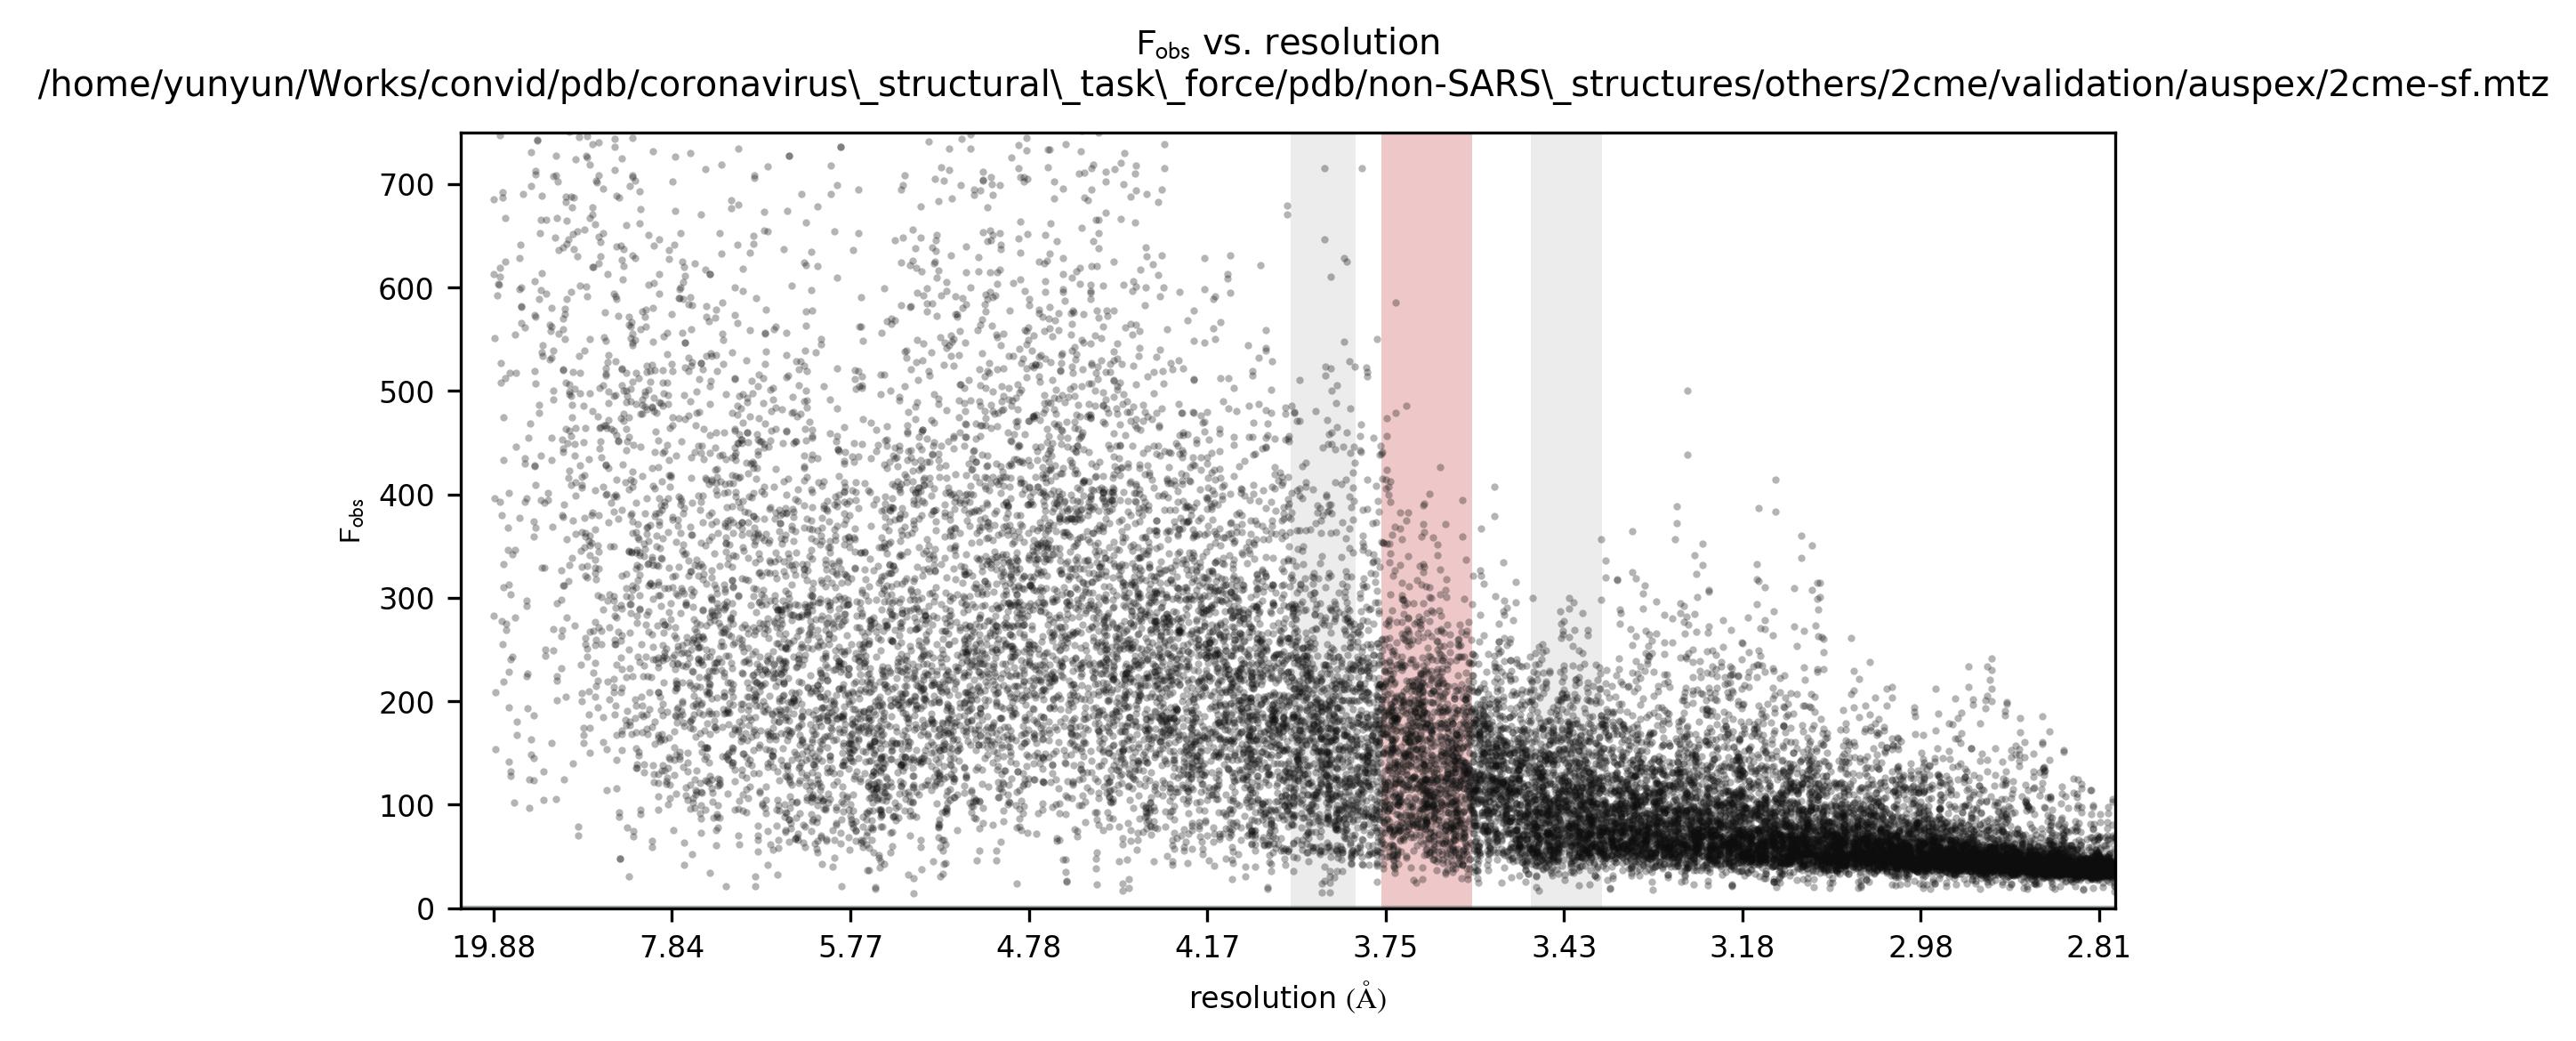 F_obs vs. resolution
/home/yunyun/Works/convid/pdb/coronavirus\_structural\_task\_force/pdb/non-SARS\_structures/others/2cme/validation/auspex/2cme-sf.mtz
F_obs
700
600
500
400
300
200
100
0
19.88 7.84 5.77 4.78 4.17 3.75 3.43 3.18 2.98 2.81
resolution (Å)